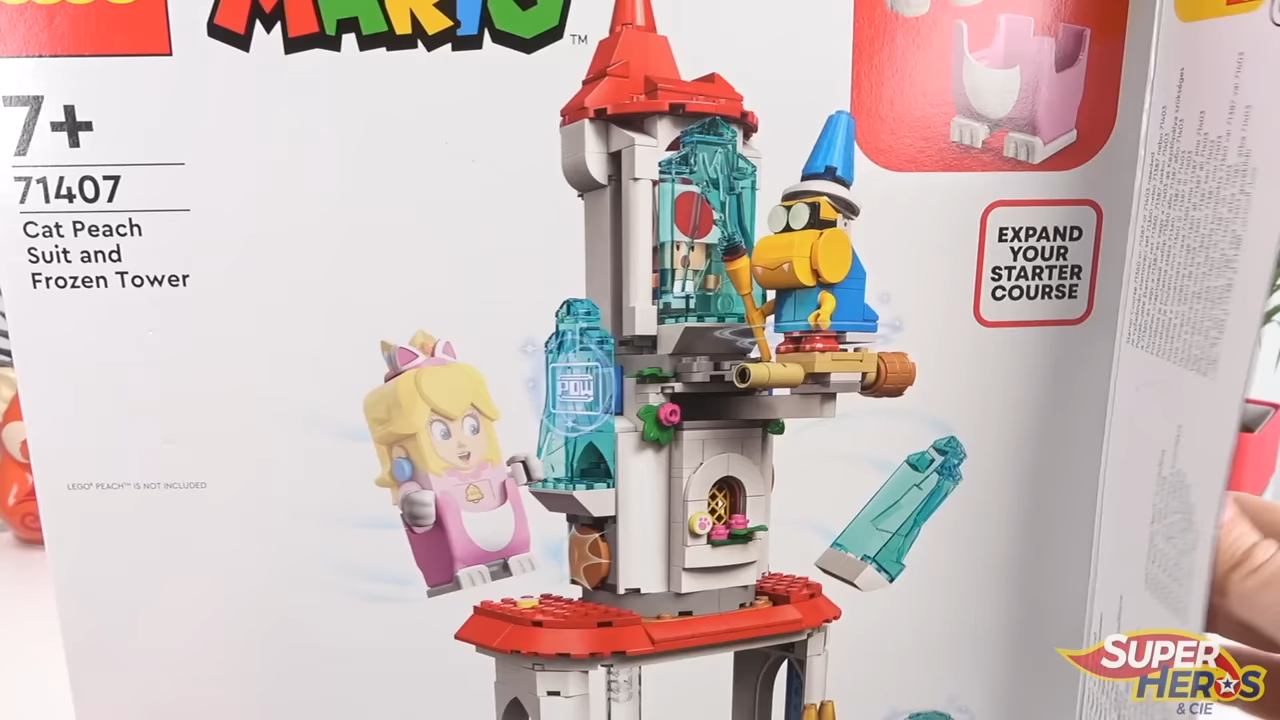 MARIO™
7+
71407
Cat Peach
Suit and
Frozen Tower
LEGO® PEACH™ IS NOT INCLUDED
POW
EXPAND
YOUR
STARTER
COURSE
SUPER
HEROS
& CIE